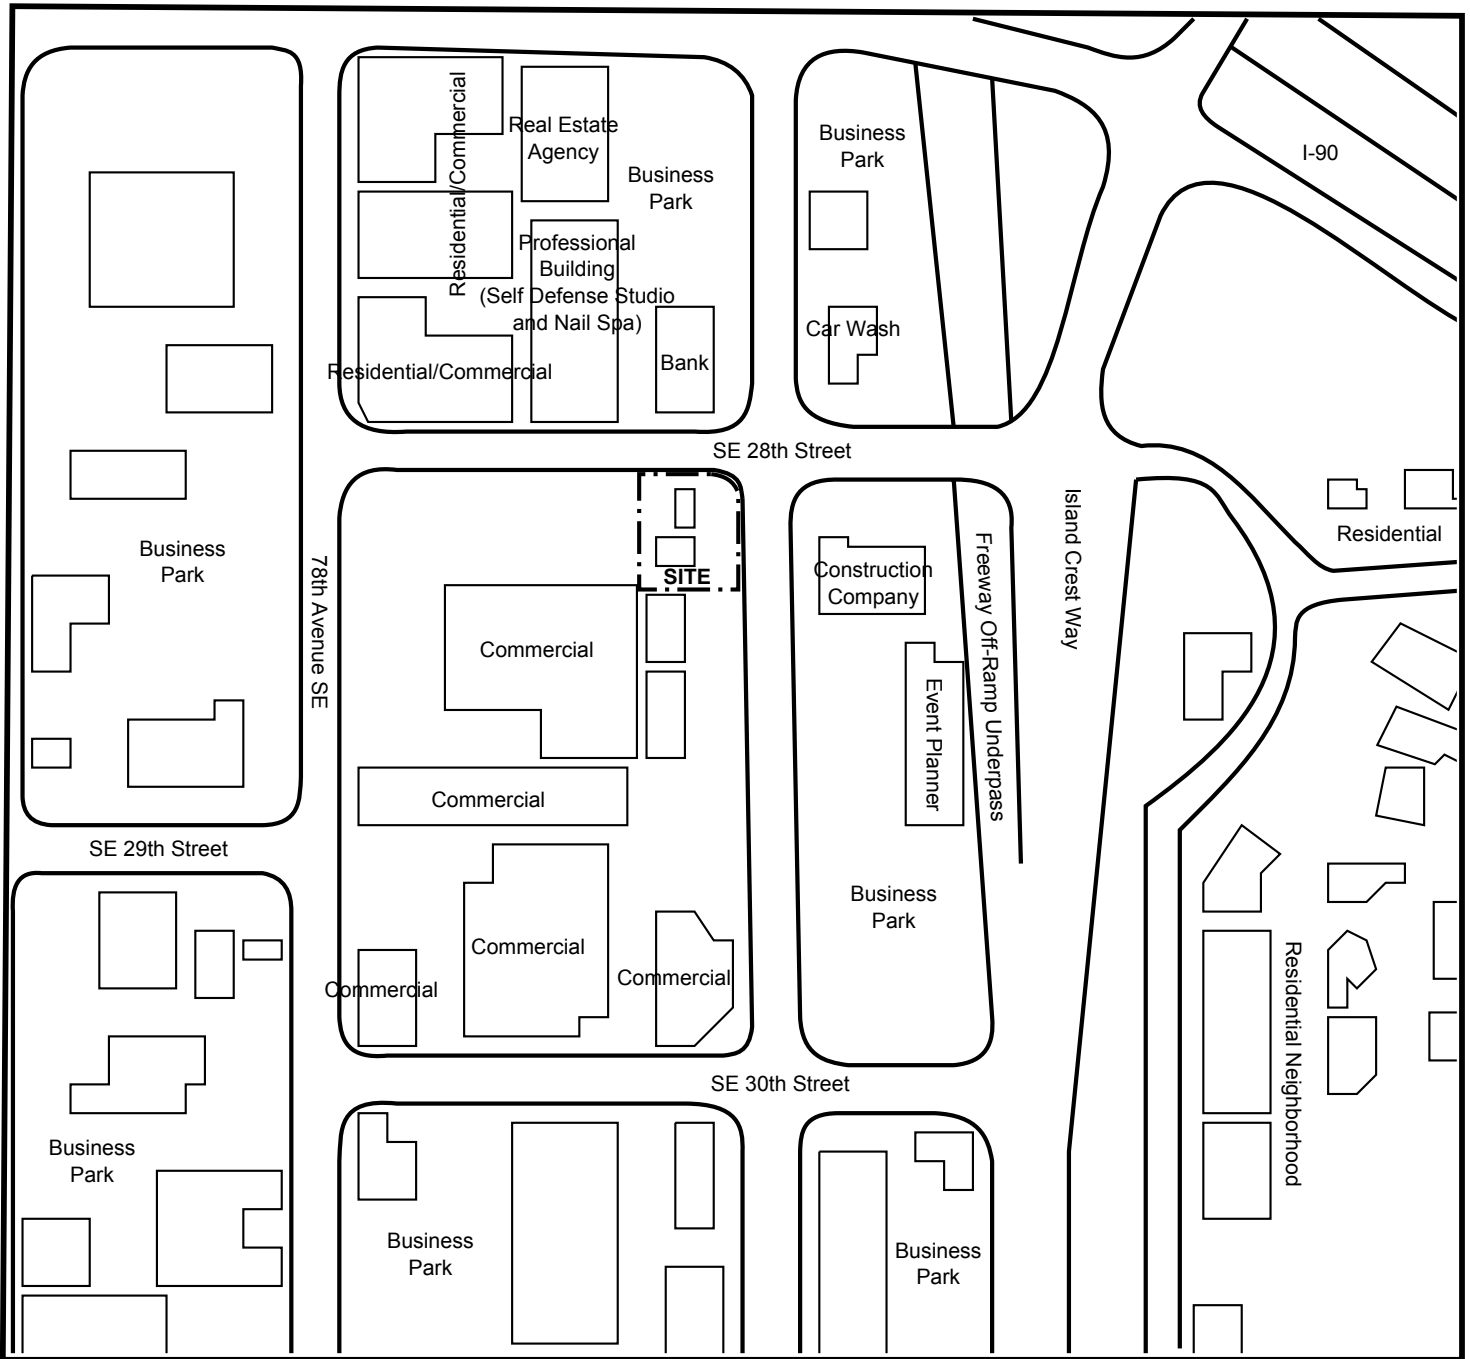 Residential/Commercial
Real Estate
Agency
Business
Park
Business
Park
I-90
Professional
Building
(Self Defense Studio
and Nail Spa)
Car Wash
Residential/Commercial
Bank
SE 28th Street
Island Crest Way
Residential
Business
Park
78th Avenue SE
SITE
Construction
Company
Freeway Off-Ramp Underpass
Commercial
Event Planner
Commercial
SE 29th Street
Business
Park
Commercial
Commercial
Commercial
Residential Neighborhood
SE 30th Street
Business
Park
Business
Park
Business
Park